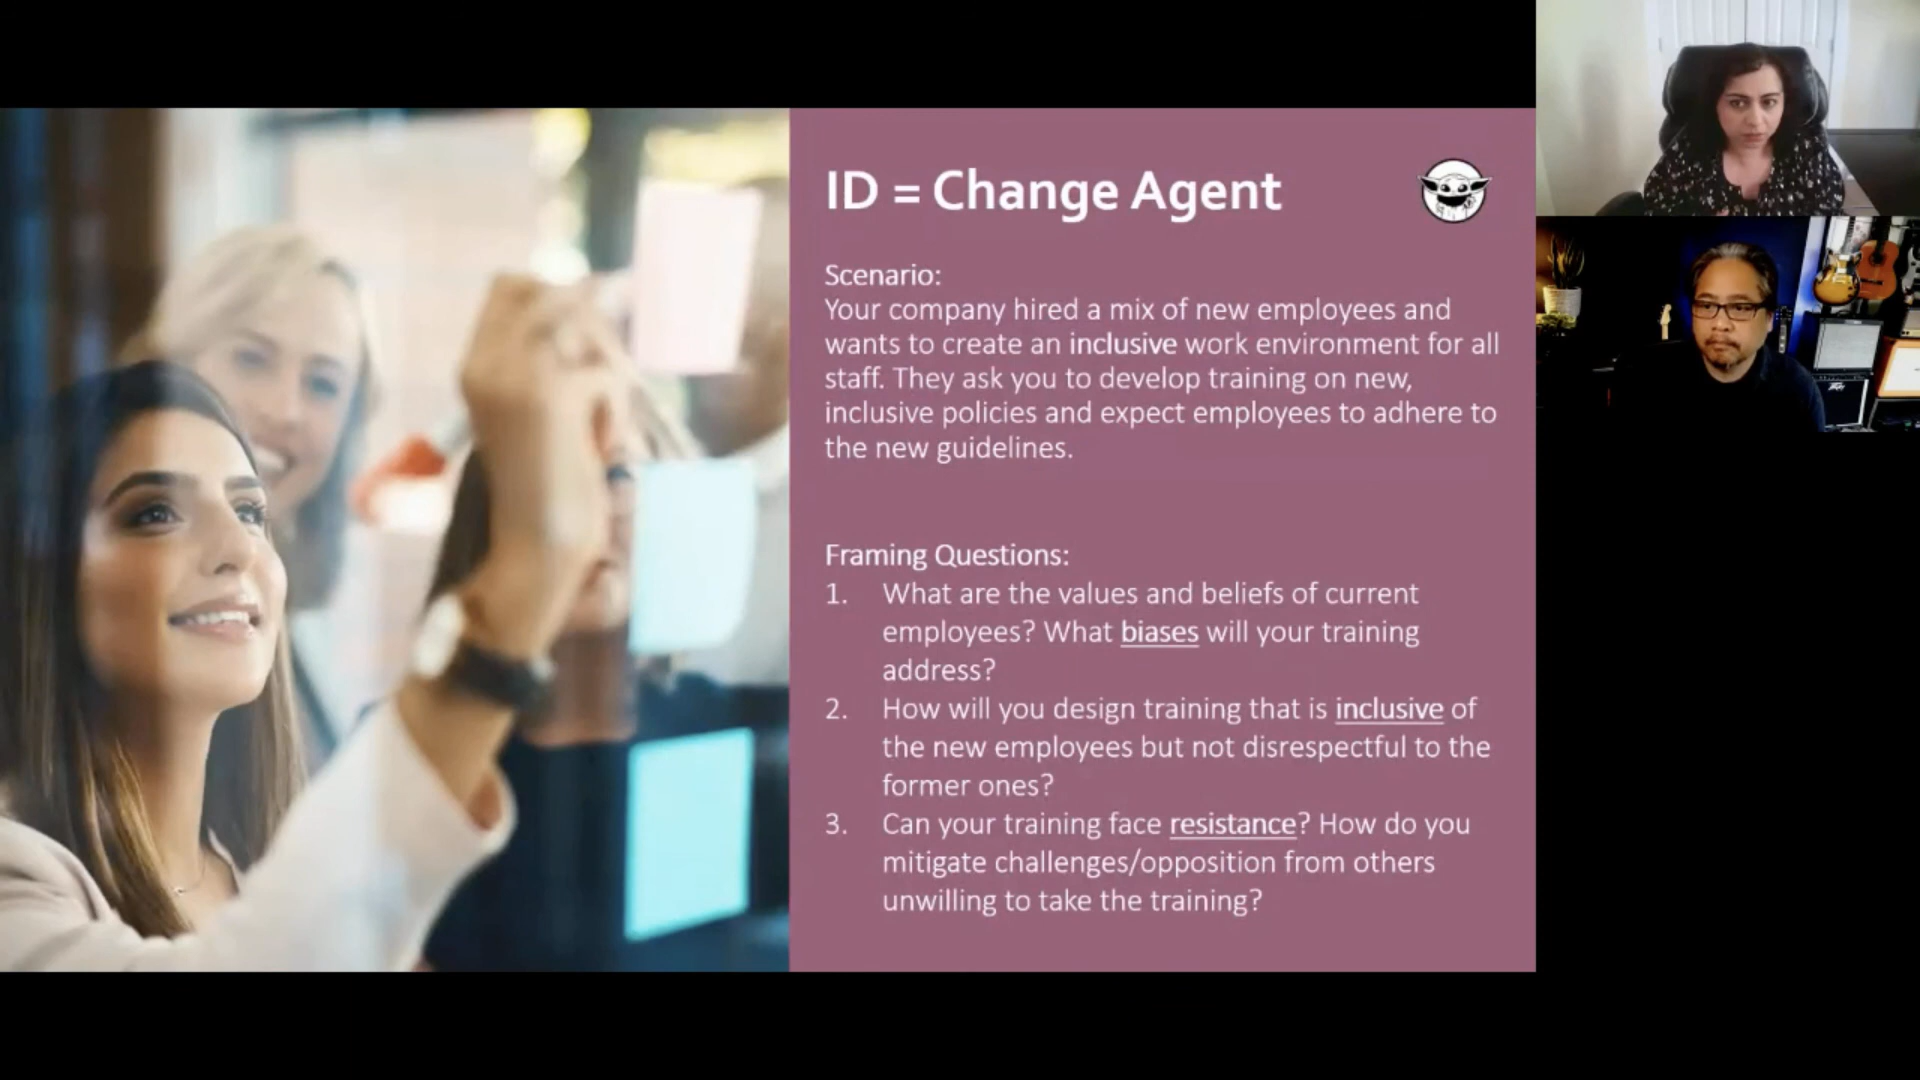 ID = Change Agent
Scenario:
Your company hired a mix of new employees and
wants to create an inclusive work environment for all
staff. They ask you to develop training on new,
inclusive policies and expect employees to adhere to
the new guidelines.
Framing Questions:
1. What are the values and beliefs of current
employees? What biases will your training
address?
2. How will you design training that is inclusive of
the new employees but not disrespectful to the
former ones?
3. Can your training face resistance? How do you
mitigate challenges/opposition from others
unwilling to take the training?
PEAVEY